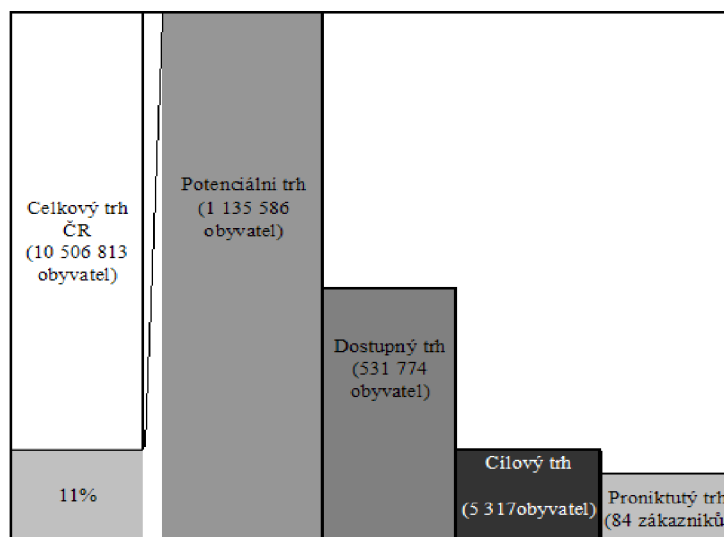 Celkový trh
ČR
(10 506 813
obyvatel)
11%
Potenciálni trh
(1 135 586
obyvatel)
Dostupný trh
(531 774
obyvatel)
Cílový trh
(5 317obyvatel)
Proniktutý trh
(84 zákazníků)